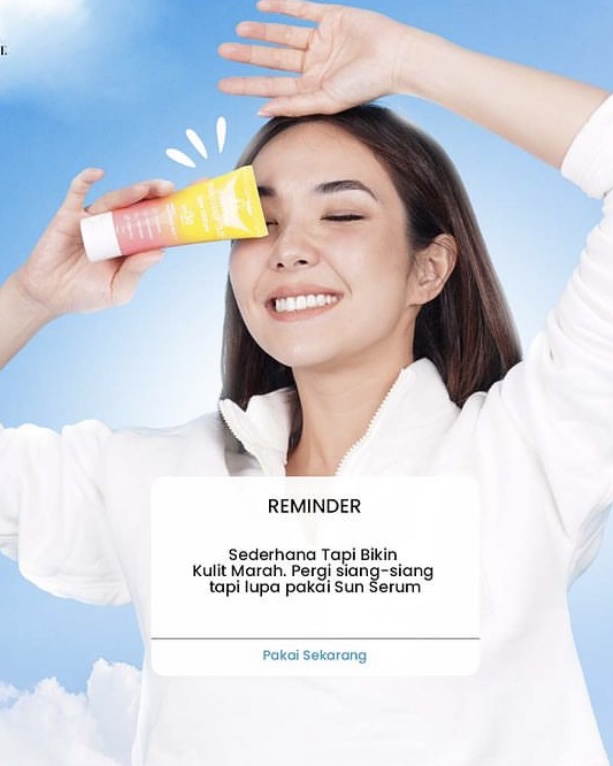 REMINDER
Sederhana Tapi Bikin
Kulit Marah. Pergi siang-siang
tapi lupa pakai Sun Serum
Pakai Sekarang